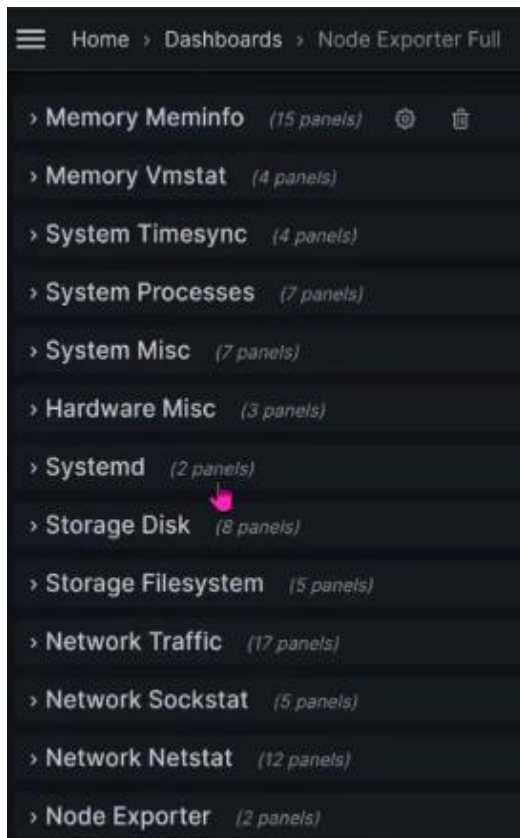 Home › Dashboards › Node Exporter Full
› Memory Meminfo (15 panels)
› Memory Vmstat (4 panels)
› System Timesync (4 panels)
› System Processes (7 panels)
› System Misc (7 panels)
› Hardware Misc (3 panels)
› Systemd (2 panels)
› Storage Disk (8 panels)
› Storage Filesystem (5 panels)
› Network Traffic (17 panels)
› Network Sockstat (5 panels)
› Network Netstat (12 panels)
› Node Exporter (2 panels)